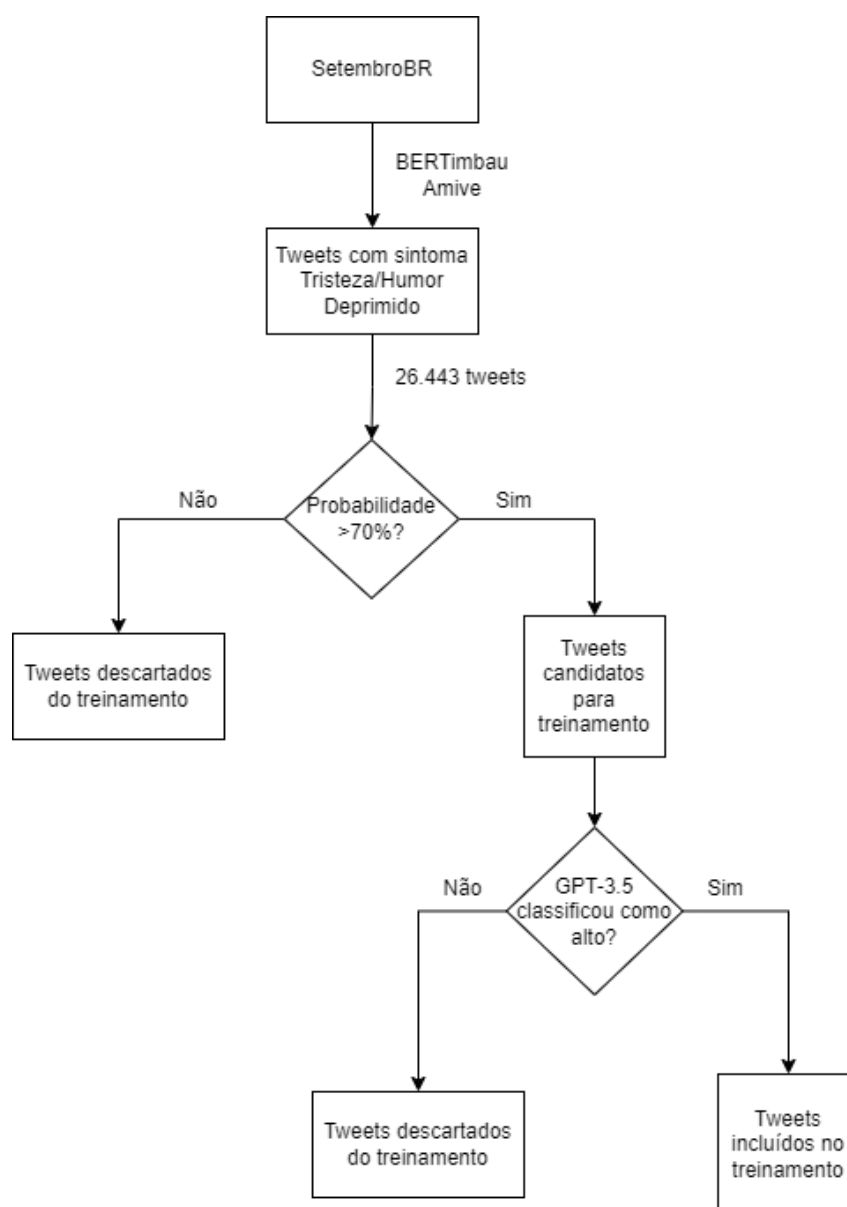 SetembroBR
BERTimbau
Amive
Tweets com sintoma
Tristeza/Humor
Deprimido
26.443 tweets
Não
Probabilidade
>70%?
Sim
Tweets descartados
do treinamento
Tweets
candidatos
para
treinamento
Não
GPT-3.5
classificou como
alto?
Sim
Tweets descartados
do treinamento
Tweets
incluídos no
treinamento